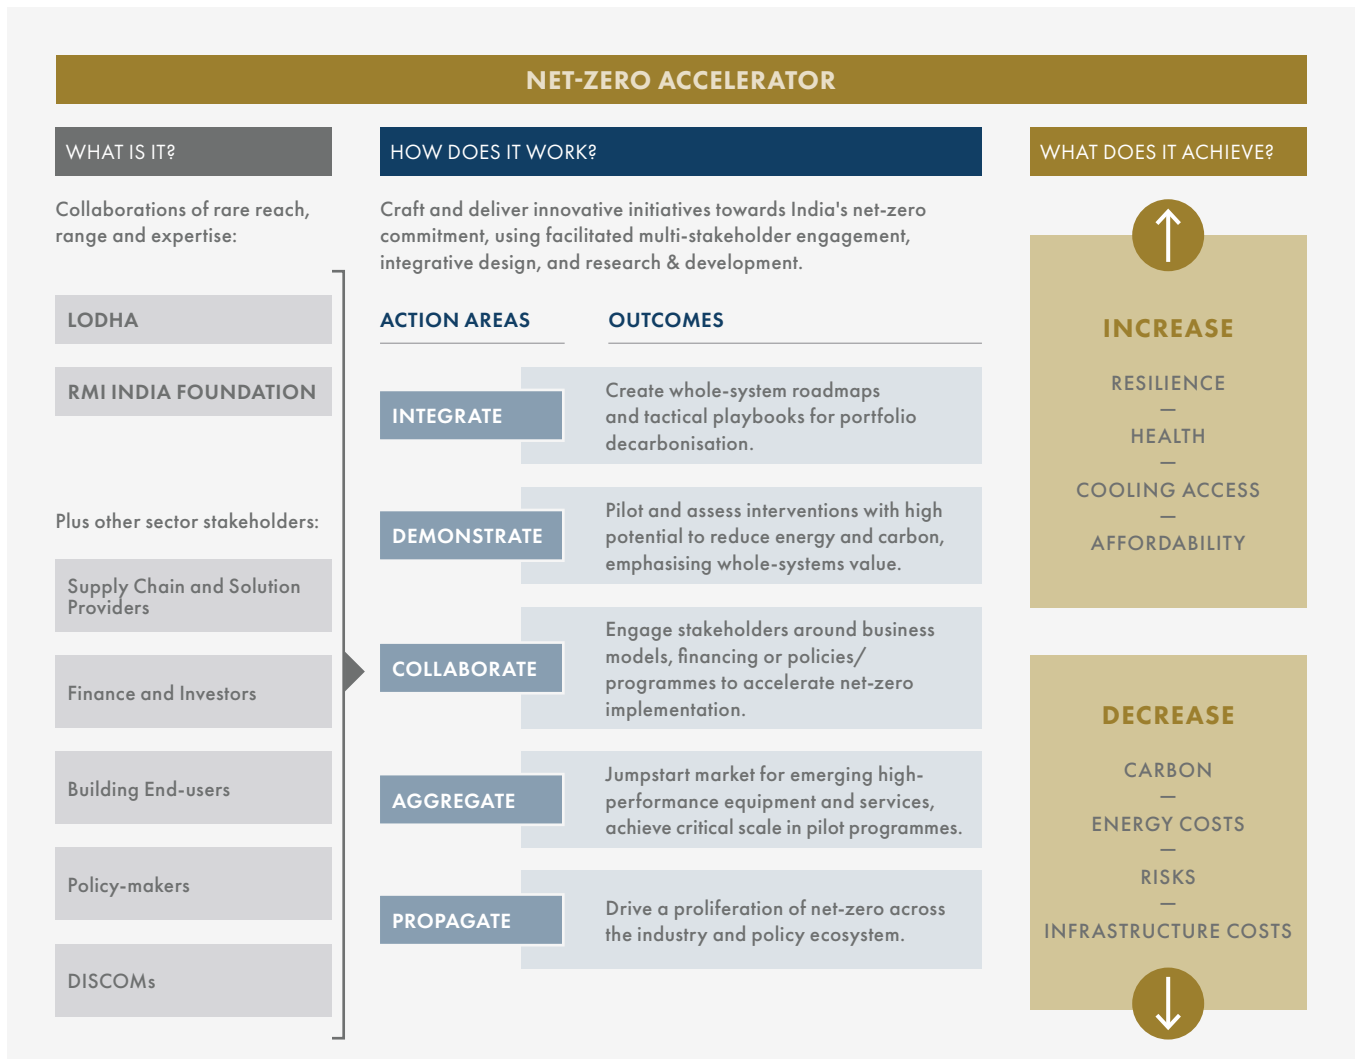 NET-ZERO ACCELERATOR
WHAT IS IT?
Collaborations of rare reach,
range and expertise:
LODHA
RMI INDIA FOUNDATION
Plus other sector stakeholders:
Supply Chain and Solution
Providers
Finance and Investors
Building End-users
Policy-makers
DISCOMs
HOW DOES IT WORK?
Craft and deliver innovative initiatives towards India's net-zero
commitment, using facilitated multi-stakeholder engagement,
integrative design, and research & development.
ACTION AREAS
OUTCOMES
INTEGRATE
Create whole-system roadmaps
and tactical playbooks for portfolio
decarbonisation.
DEMONSTRATE
Pilot and assess interventions with high
potential to reduce energy and carbon,
emphasising whole-systems value.
COLLABORATE
Engage stakeholders around business
models, financing or policies/
programmes to accelerate net-zero
implementation.
AGGREGATE
Jumpstart market for emerging high-
performance equipment and services,
achieve critical scale in pilot programmes.
PROPAGATE
Drive a proliferation of net-zero across
the industry and policy ecosystem.
WHAT DOES IT ACHIEVE?
INCREASE
RESILIENCE
—
HEALTH
—
COOLING ACCESS
—
AFFORDABILITY
DECREASE
CARBON
—
ENERGY COSTS
—
RISKS
—
INFRASTRUCTURE COSTS